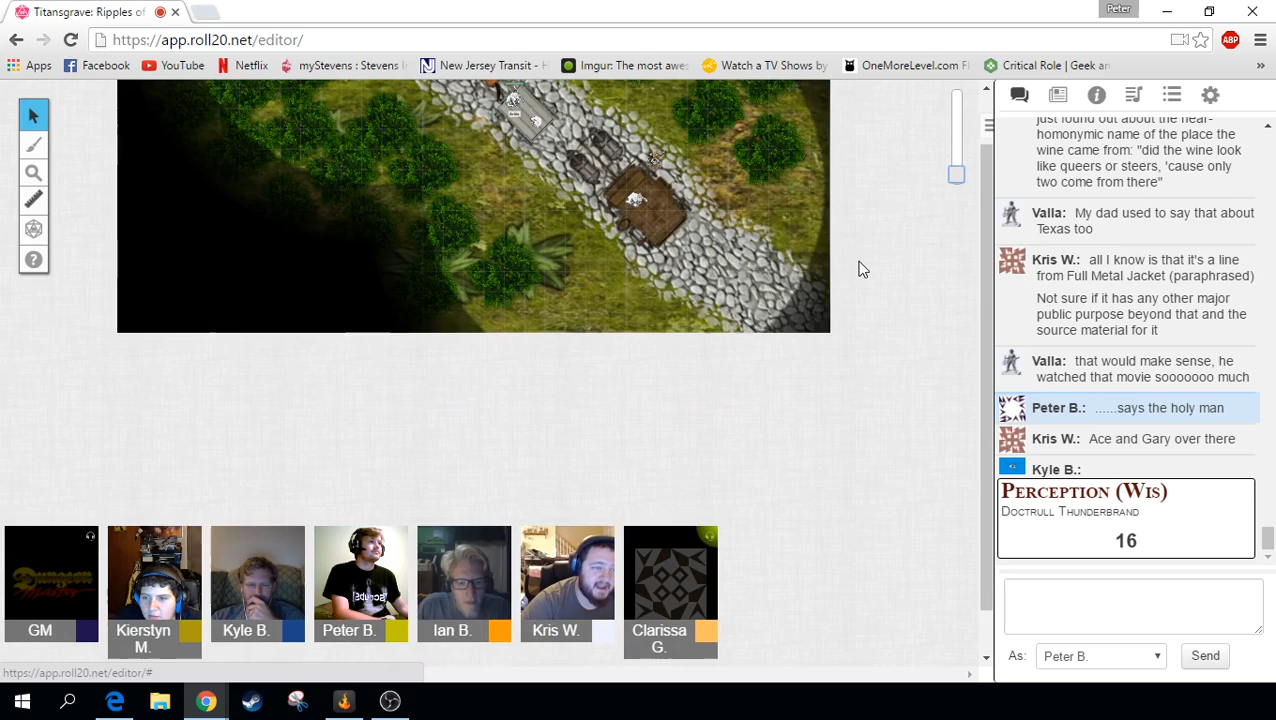 Titansgrave: Ripples of
Peter
https://app.roll20.net/editor/
ABP
Apps Facebook YouTube Netflix myStevens : Stevens I New Jersey Transit - H Imgur: The most awes Watch a TV Shows by OneMoreLevel.com F Critical Role | Geek an »
just found out about the near-
homonymic name of the place the
wine came from: "did the wine look
like queers or steers, 'cause only
two come from there"
Valla: My dad used to say that about
Texas too
Kris W.: all I know is that it's a line
from Full Metal Jacket (paraphrased)
Not sure if it has any other major
public purpose beyond that and the
source material for it
Valla: that would make sense, he
watched that movie sooooooo much
Peter B.: ......says the holy man
Kris W.: Ace and Gary over there
Kyle B.:
Perception (Wis)
Doctrull Thunderbrand
16
Dungeon
Master
GM
Kierstyn
M.
Kyle B.
Peter B.
Ian B.
Kris W.
Clarissa
G.
As: Peter B. Send
https://app.roll20.net/editor/#